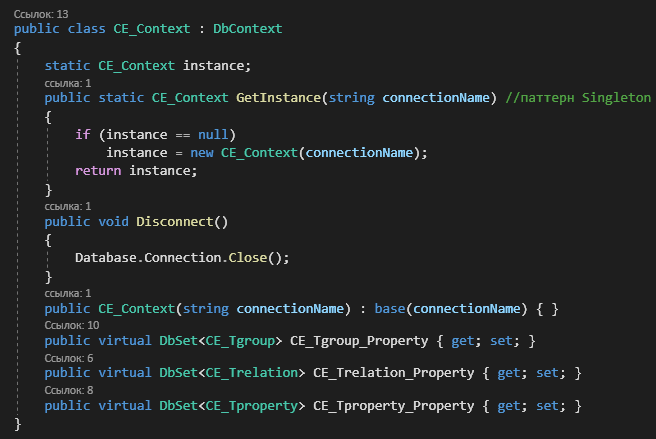 Ссылок: 13
public class CE_Context : DbContext
{
static CE_Context instance;
ссылка: 1
public static CE_Context GetInstance(string connectionName) //паттерн Singleton
{
if (instance == null)
instance = new CE_Context(connectionName);
return instance;
}
ссылка: 1
public void Disconnect()
{
Database.Connection.Close();
}
ссылка: 1
public CE_Context(string connectionName) : base(connectionName) { }
Ссылок: 10
public virtual DbSet<CE_Tgroup> CE_Tgroup_Property { get; set; }
Ссылок: 6
public virtual DbSet<CE_Trelation> CE_Trelation_Property { get; set; }
Ссылок: 8
public virtual DbSet<CE_Tproperty> CE_Tproperty_Property { get; set; }
}